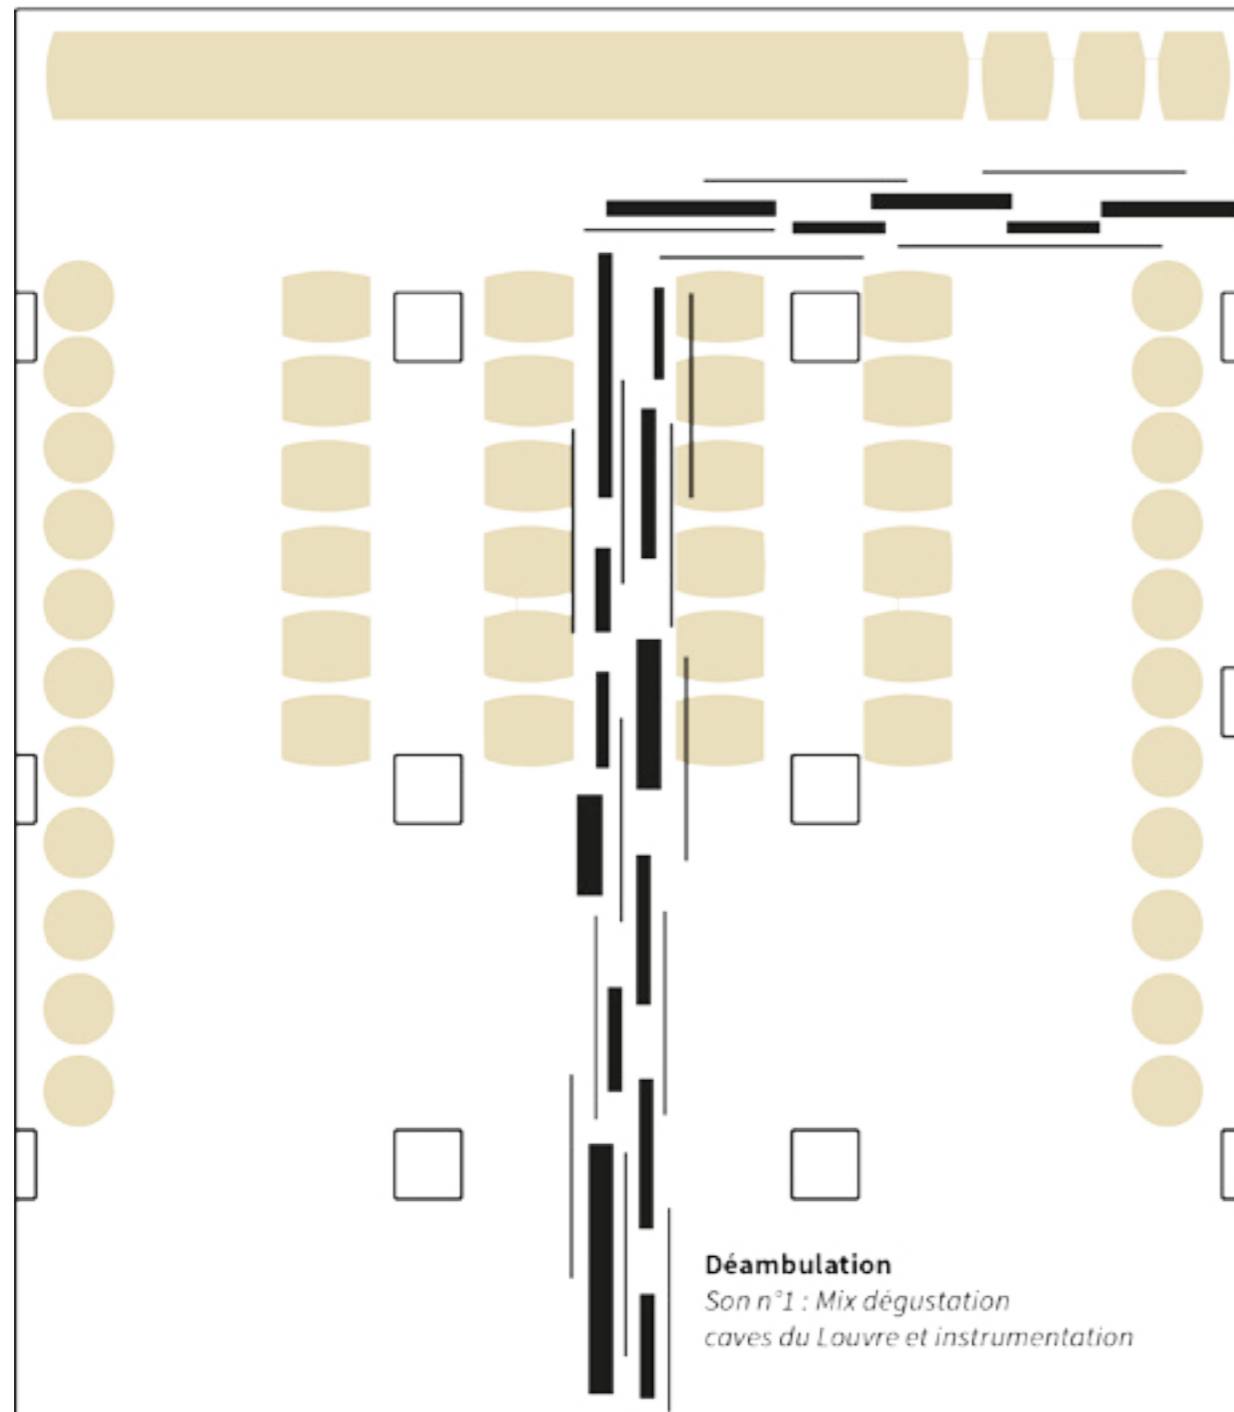 Déambulation
Son n°1 : Mix dégustation
caves du Louvre et instrumentation